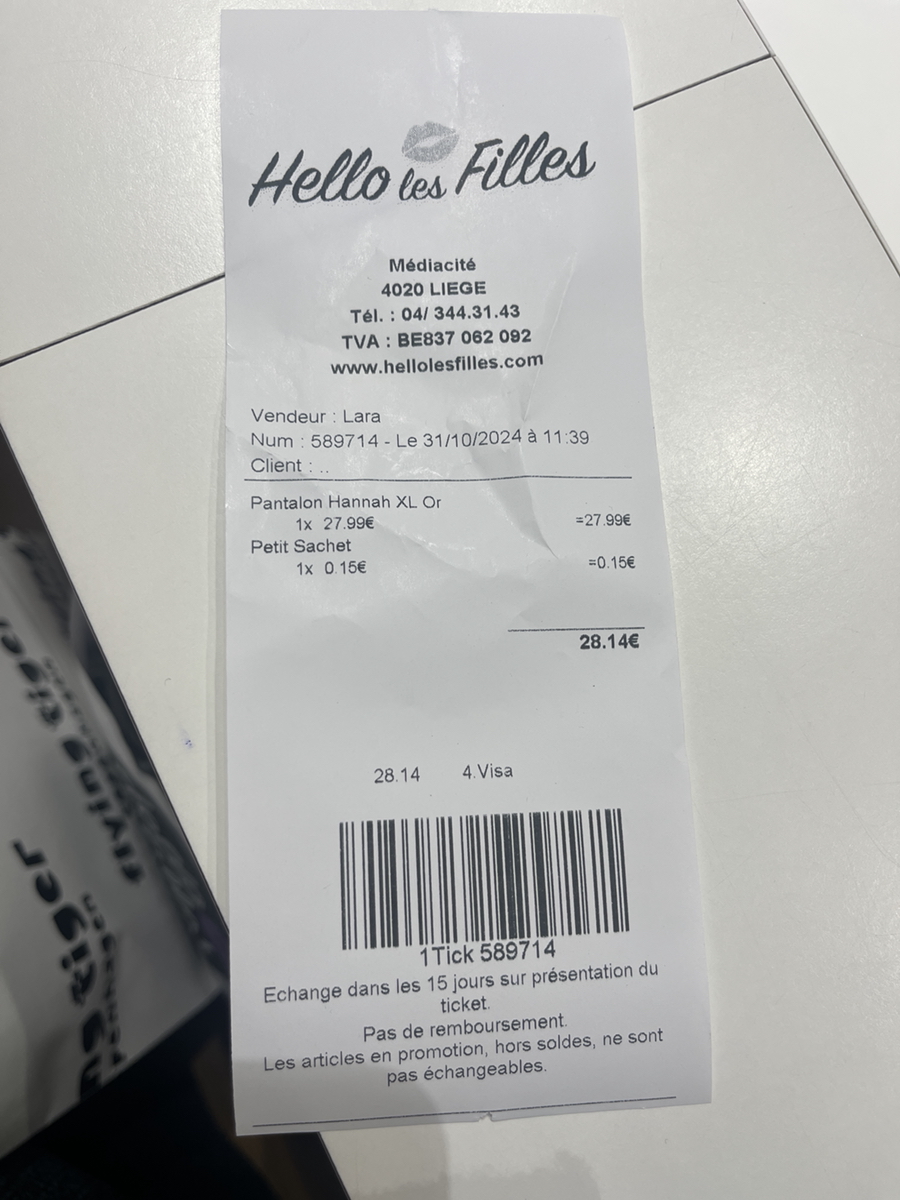 Hello les Filles
Médiacité
4020 LIEGE
Tél. : 04/ 344.31.43
TVA : BE837 062 092
www.hellolesfilles.com
Vendeur : Lara
Num : 589714 - Le 31/10/2024 à 11:39
Client : ..
Pantalon Hannah XL Or
1x 27.99€ =27.99€
Petit Sachet
1x 0.15€ =0.15€
28.14€
28.14 4.Visa
1Tick 589714
Echange dans les 15 jours sur présentation du
ticket.
Pas de remboursement.
Les articles en promotion, hors soldes, ne sont
pas échangeables.
flying tiger
tiger